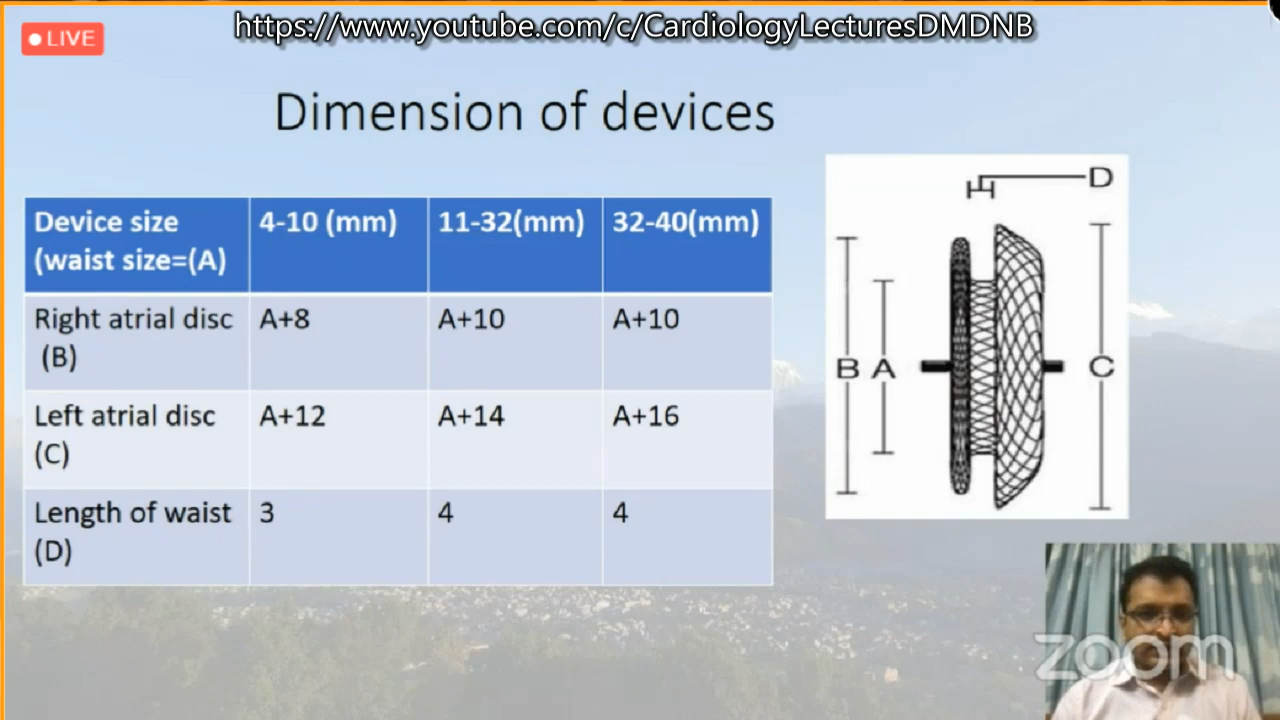 https://www.youtube.com/c/CardiologyLecturesDMDNB
LIVE
Dimension of devices
Device size (waist size=(A) 4-10 (mm) 11-32(mm) 32-40(mm)
Right atrial disc (B) A+8 A+10 A+10
Left atrial disc (C) A+12 A+14 A+16
Length of waist (D) 3 4 4
D
B A C
zoom